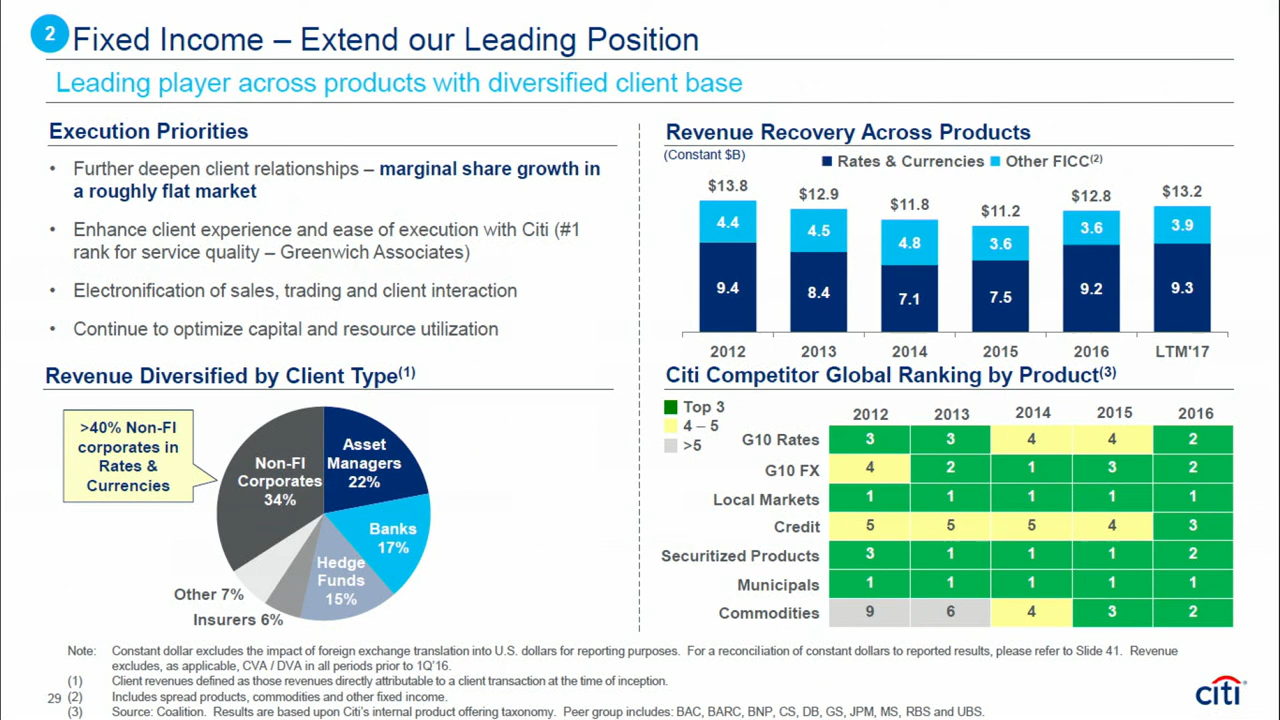 2
Fixed Income – Extend our Leading Position
Leading player across products with diversified client base
Execution Priorities
• Further deepen client relationships – marginal share growth in
a roughly flat market
• Enhance client experience and ease of execution with Citi (#1
rank for service quality – Greenwich Associates)
• Electronification of sales, trading and client interaction
• Continue to optimize capital and resource utilization
Revenue Recovery Across Products
(Constant $B)
Rates & Currencies Other FICC(2)
$13.8 $12.9 $11.8 $11.2 $12.8 $13.2
4.4 4.5 4.8 3.6 3.6 3.9
9.4 8.4 7.1 7.5 9.2 9.3
2012 2013 2014 2015 2016 LTM'17
Revenue Diversified by Client Type(1)
>40% Non-FI
corporates in
Rates &
Currencies
Non-FI
Corporates
34%
Asset
Managers
22%
Banks
17%
Hedge
Funds
15%
Insurers 6%
Other 7%
Citi Competitor Global Ranking by Product(3)
Top 3
4 – 5
>5
2012 2013 2014 2015 2016
G10 Rates 3 3 4 4 2
G10 FX 4 2 1 3 2
Local Markets 1 1 1 1 1
Credit 5 5 5 4 3
Securitized Products 3 1 1 1 2
Municipals 1 1 1 1 1
Commodities 9 6 4 3 2
Note: Constant dollar excludes the impact of foreign exchange translation into U.S. dollars for reporting purposes. For a reconciliation of constant dollars to reported results, please refer to Slide 41. Revenue
excludes, as applicable, CVA / DVA in all periods prior to 1Q'16.
(1) Client revenues defined as those revenues directly attributable to a client transaction at the time of inception.
29 (2) Includes spread products, commodities and other fixed income.
(3) Source: Coalition. Results are based upon Citi's internal product offering taxonomy. Peer group includes: BAC, BARC, BNP, CS, DB, GS, JPM, MS, RBS and UBS.
citi